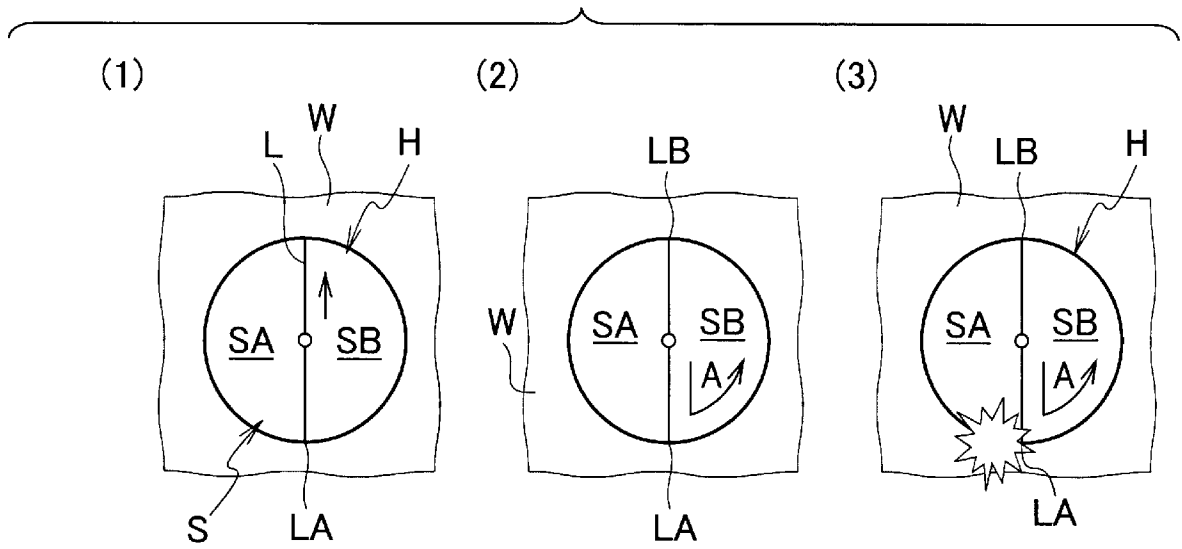 (1) (2) (3)
W W
L H LB LB H
SA SB W SA SB SA SB
A A
S LA LA LA